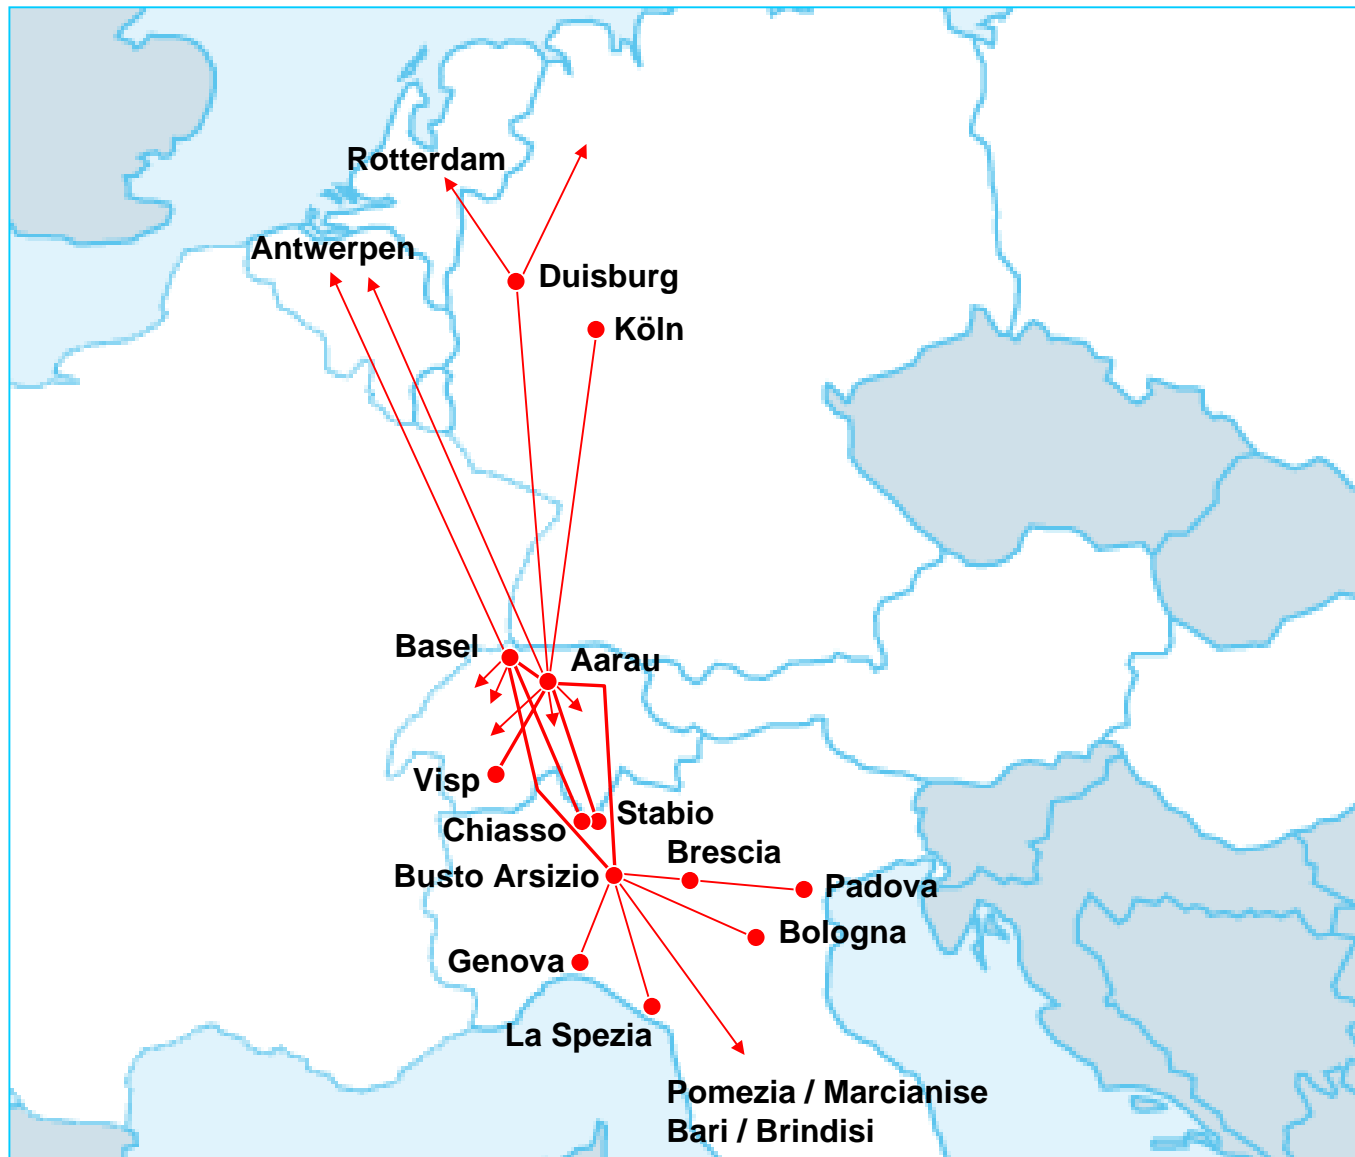 Rotterdam
Antwerpen
Duisburg
Köln
Basel
Aarau
Visp
Stabio
Chiasso
Brescia
Busto Arsizio
Padova
Bologna
Genova
La Spezia
Pomezia / Marcianise
Bari / Brindisi